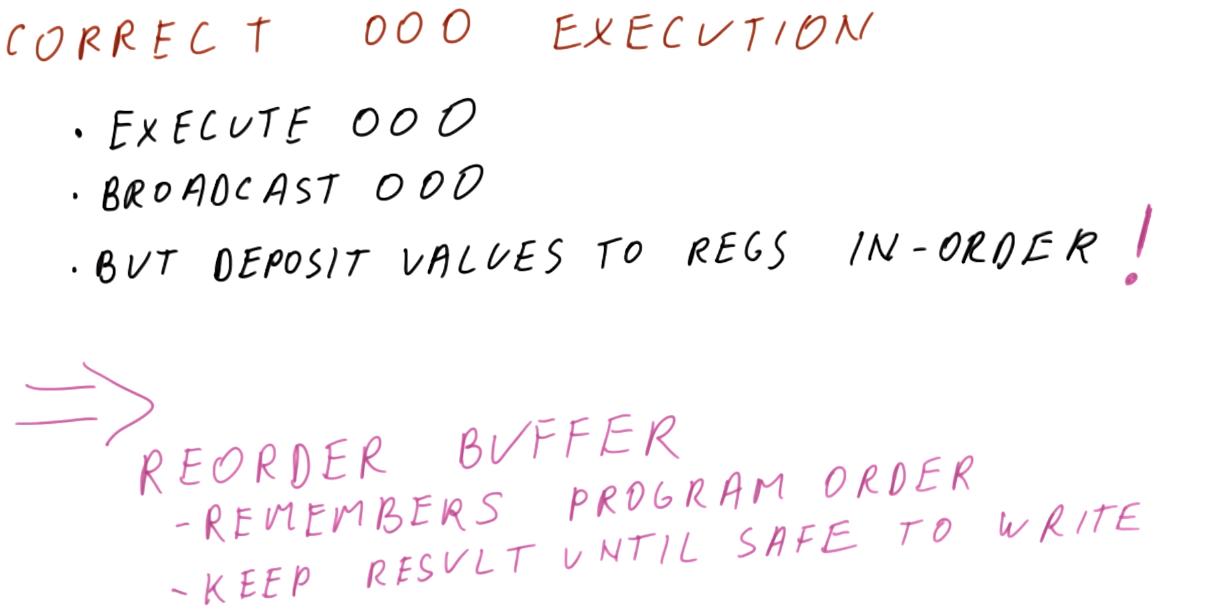 CORRECT OOO EXECUTION
• EXECUTE OOO
• BROADCAST OOO
• BUT DEPOSIT VALUES TO REGS IN-ORDER!
⇒
REORDER BUFFER
- REMEMBERS PROGRAM ORDER
- KEEP RESULT UNTIL SAFE TO WRITE